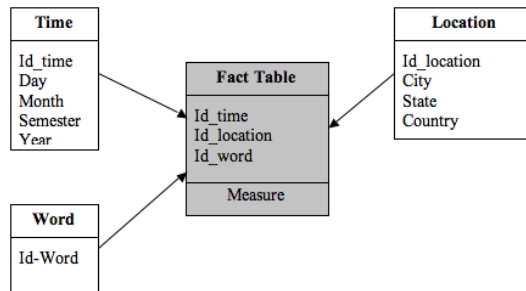 Time
Id_time
Day
Month
Semester
Year
Fact Table
Id_time
Id_location
Id_word
Measure
Location
Id_location
City
State
Country
Word
Id-Word